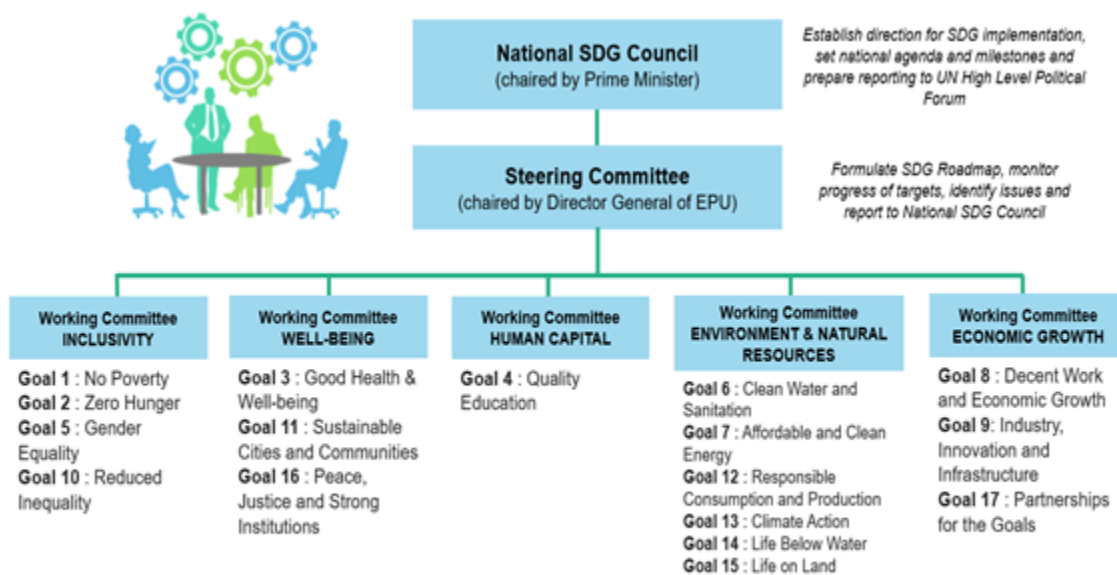 National SDG Council
(chaired by Prime Minister)
Establish direction for SDG implementation,
set national agenda and milestones and
prepare reporting to UN High Level Political
Forum
Steering Committee
(chaired by Director General of EPU)
Formulate SDG Roadmap, monitor
progress of targets, identify issues and
report to National SDG Council
Working Committee
INCLUSIVITY
Goal 1 : No Poverty
Goal 2 : Zero Hunger
Goal 5 : Gender
Equality
Goal 10 : Reduced
Inequality
Working Committee
WELL-BEING
Goal 3 : Good Health &
Well-being
Goal 11 : Sustainable
Cities and Communities
Goal 16 : Peace,
Justice and Strong
Institutions
Working Committee
HUMAN CAPITAL
Goal 4 : Quality
Education
Working Committee
ENVIRONMENT & NATURAL
RESOURCES
Goal 6 : Clean Water and
Sanitation
Goal 7 : Affordable and Clean
Energy
Goal 12 : Responsible
Consumption and Production
Goal 13 : Climate Action
Goal 14 : Life Below Water
Goal 15 : Life on Land
Working Committee
ECONOMIC GROWTH
Goal 8 : Decent Work
and Economic Growth
Goal 9: Industry,
Innovation and
Infrastructure
Goal 17 : Partnerships
for the Goals